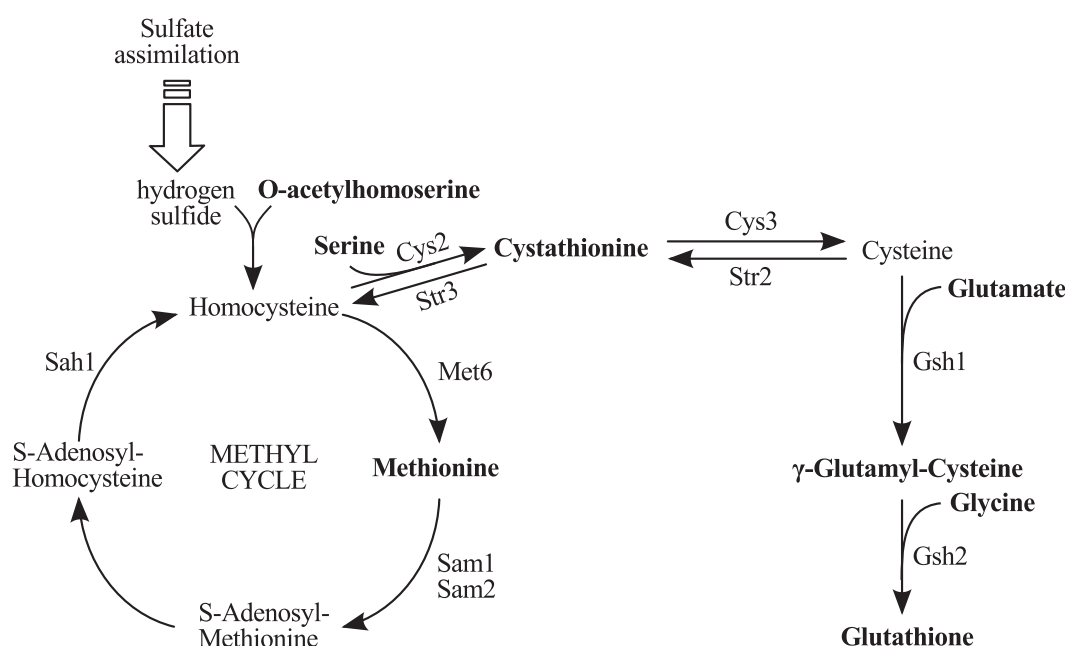 Sulfate
assimilation
hydrogen
sulfide
O-acetylhomoserine
Serine
Cys2
Cystathionine
Cys3
Cysteine
Str3
Str2
Homocysteine
Glutamate
Sah1
Met6
Gsh1
S-Adenosyl-
Homocysteine
METHYL
CYCLE
Methionine
γ-Glutamyl-Cysteine
Glycine
Sam1
Sam2
Gsh2
S-Adenosyl-
Methionine
Glutathione